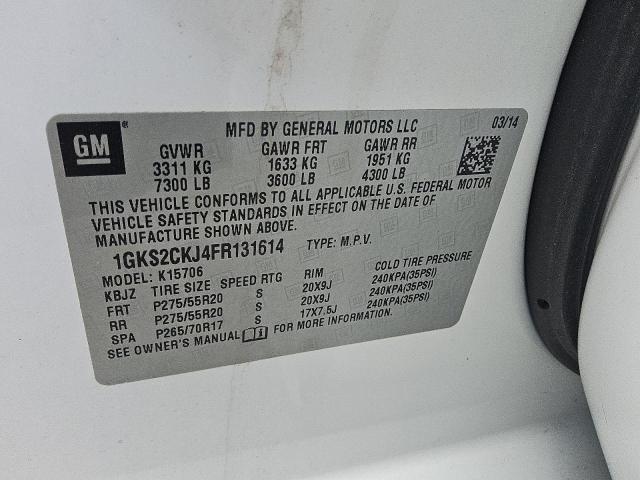 GM
MFD BY GENERAL MOTORS LLC 03/14
GVWR GAWR FRT GAWR RR
3311 KG 1633 KG 1951 KG
7300 LB 3600 LB 4300 LB
THIS VEHICLE CONFORMS TO ALL APPLICABLE U.S. FEDERAL MOTOR
VEHICLE SAFETY STANDARDS IN EFFECT ON THE DATE OF
MANUFACTURE SHOWN ABOVE.
1GKS2CKJ4FR131614 TYPE: M.P.V.
MODEL: K15706
KBJZ TIRE SIZE SPEED RTG RIM COLD TIRE PRESSURE
FRT P275/55R20 S 20X9J 240KPA(35PSI)
RR P275/55R20 S 20X9J 240KPA(35PSI)
SPA P265/70R17 S 17X7.5J 240KPA(35PSI)
SEE OWNER'S MANUAL FOR MORE INFORMATION.